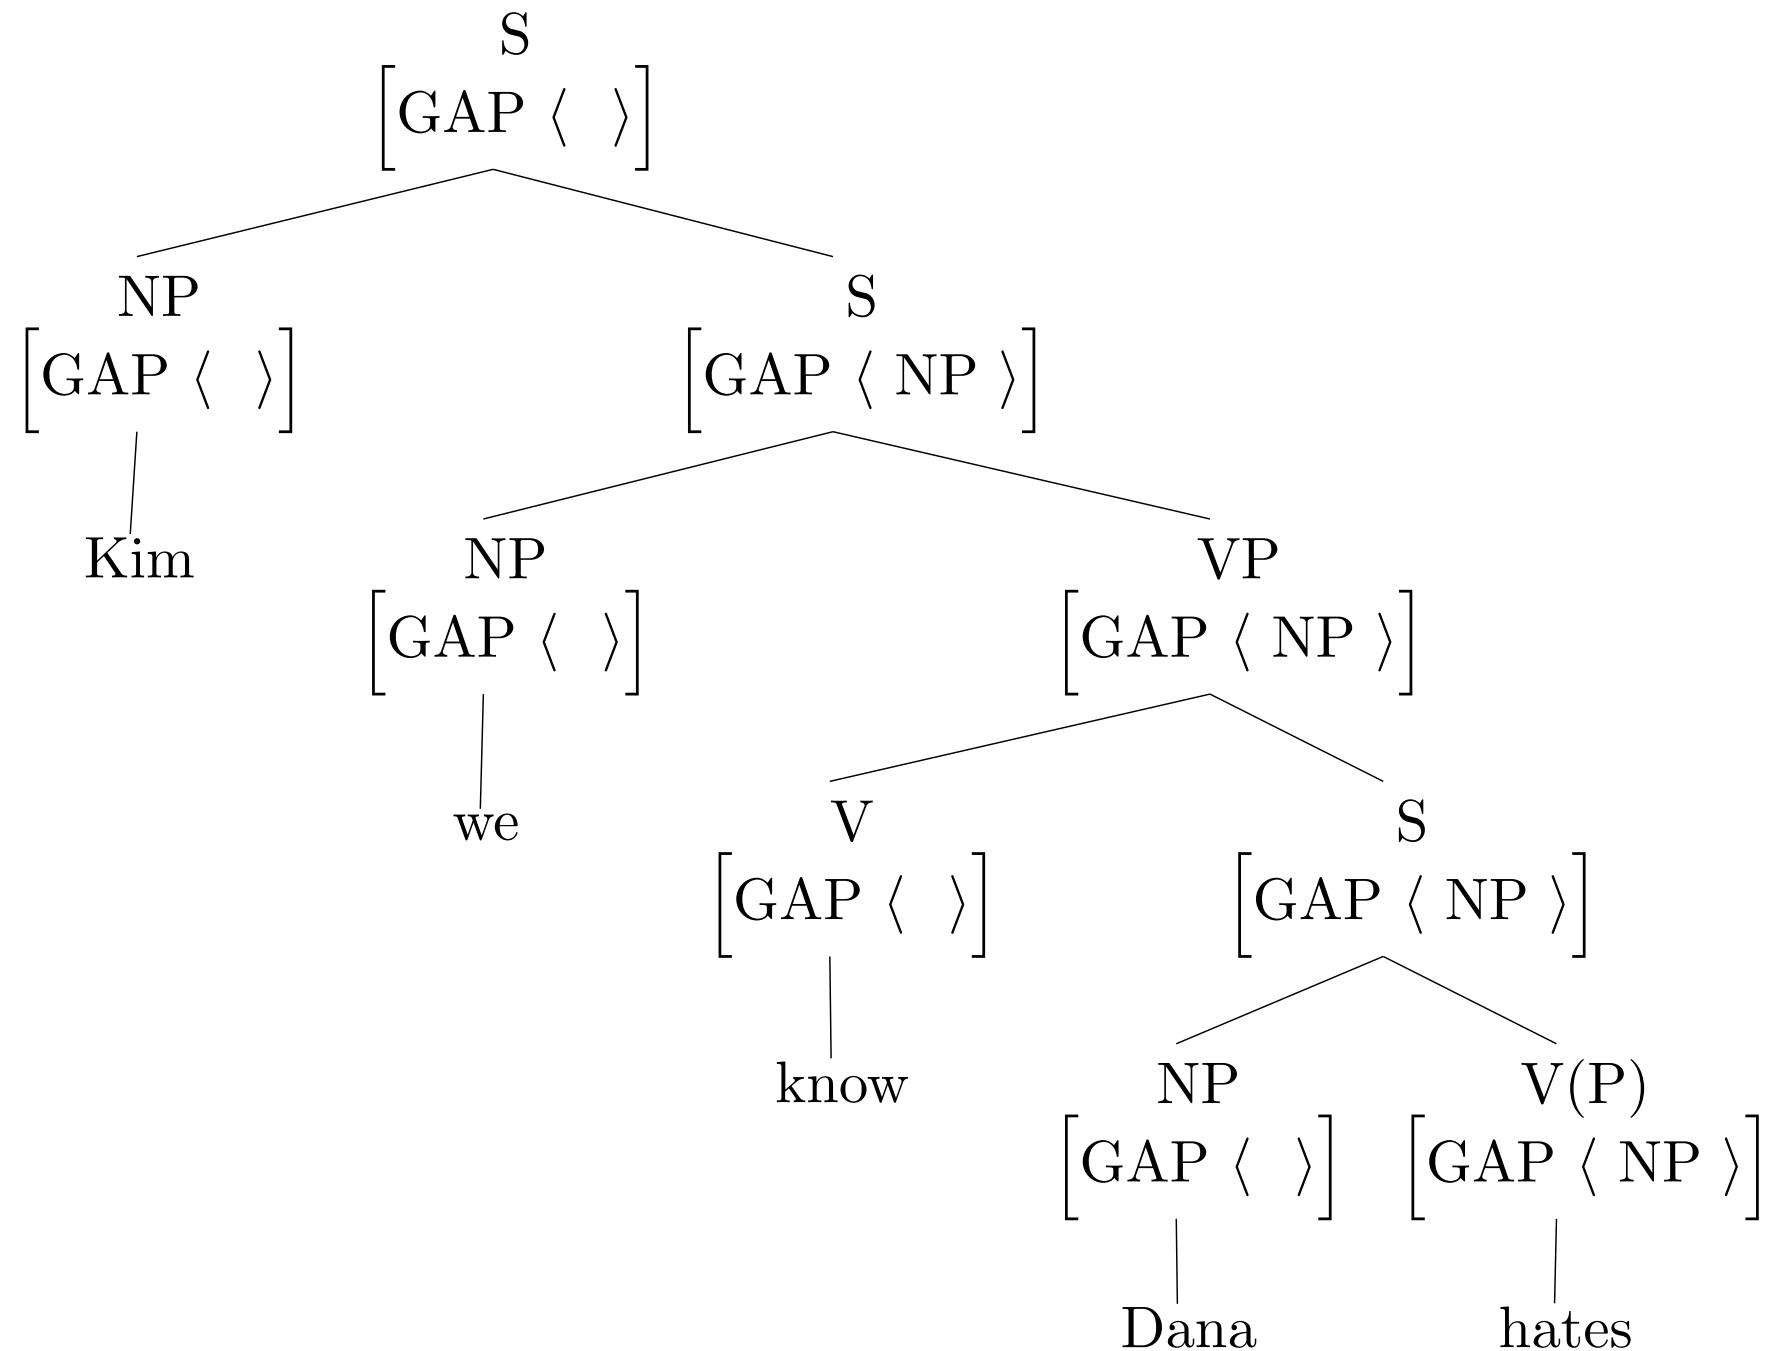 S
[GAP ⟨ ⟩]
NP S
[GAP ⟨ ⟩] [GAP ⟨ NP ⟩]
Kim NP VP
[GAP ⟨ ⟩] [GAP ⟨ NP ⟩]
we V S
[GAP ⟨ ⟩] [GAP ⟨ NP ⟩]
know NP V(P)
[GAP ⟨ ⟩] [GAP ⟨ NP ⟩]
Dana hates